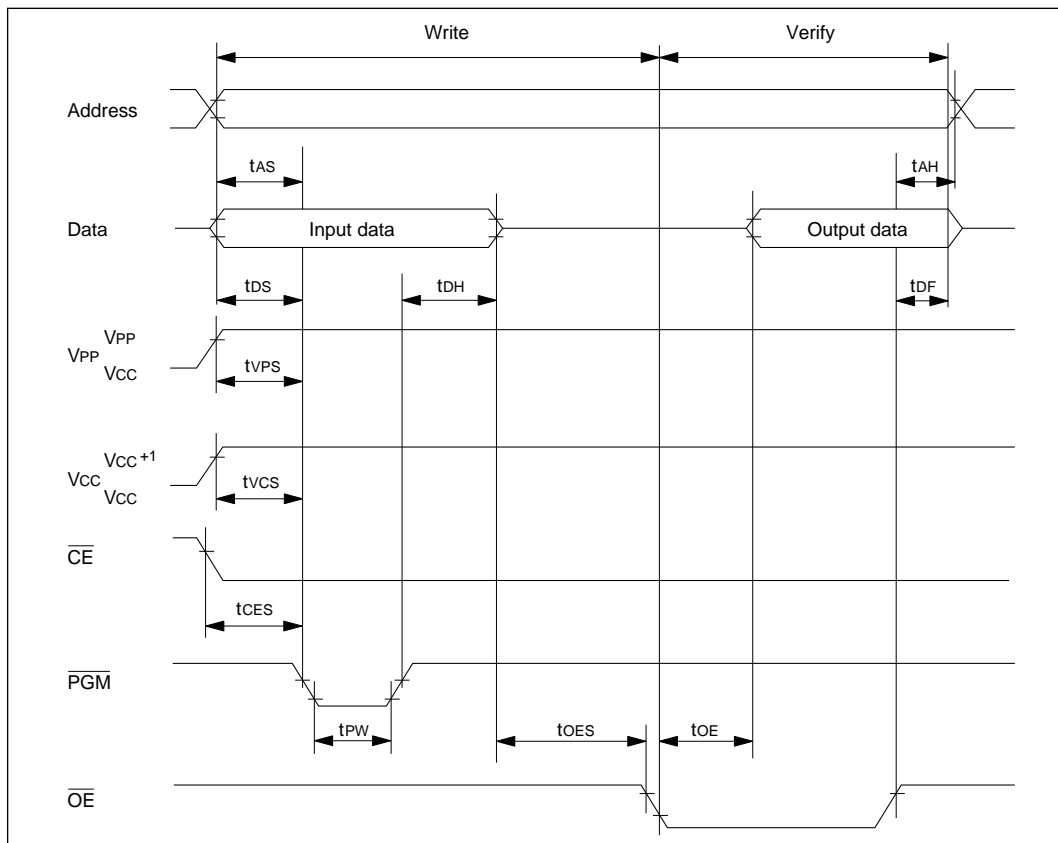 Write Verify
Address
tAS tAH
Data Input data Output data
tDS tDH tDF
VPP VPP
VCC
tVPS
VCC VCC+1
VCC
tVCS
CE
tCES
PGM
tPW tOES tOE
OE